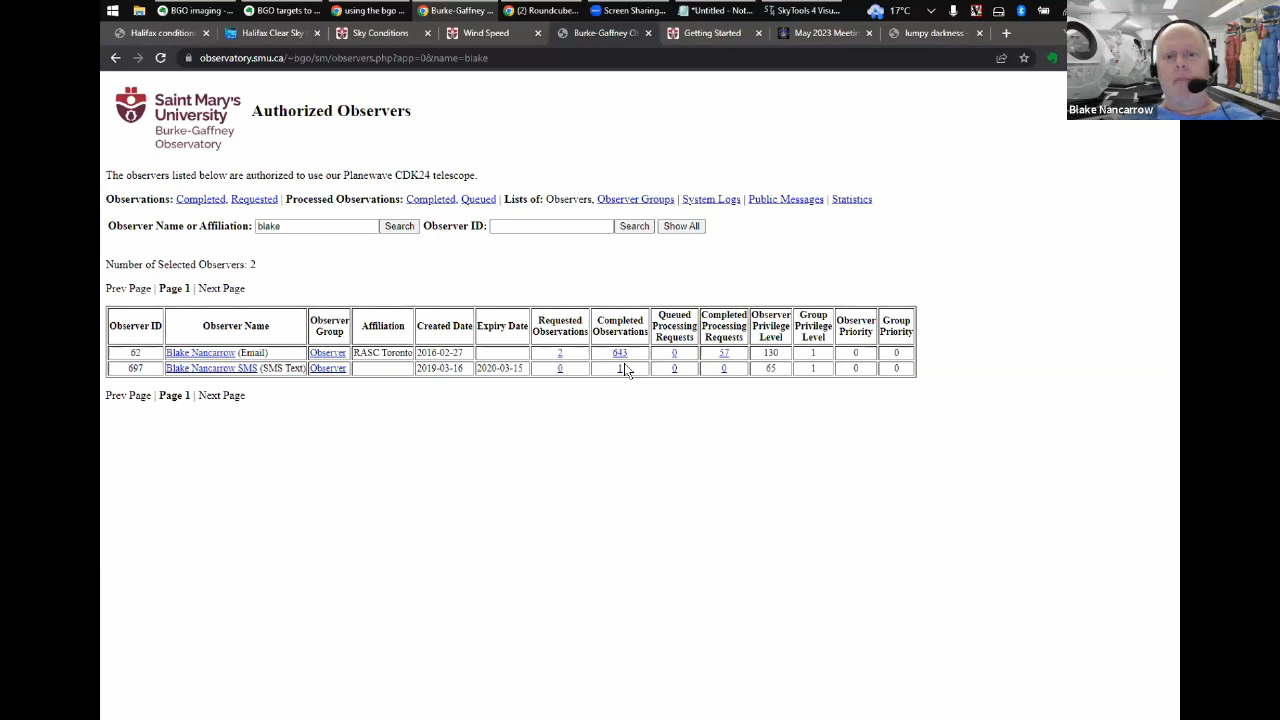 BGO imaging -...
BGO targets to ...
using the bgo ...
Burke-Gaffney ...
(2) Roundcube...
Screen Sharing...
*Untitled - Not...
SkyTools 4 Visu...
17°C
Halifax condition:
Halifax Clear Sky
Sky Conditions
Wind Speed
Burke-Gaffney O
Getting Started
May 2023 Meetin
lumpy darkness -
observatory.smu.ca/~bgo/sm/observers.php?app=0&name=blake
Blake Nancarrow
Saint Mary's
University
Burke-Gaffney
Observatory
Authorized Observers
The observers listed below are authorized to use our Planewave CDK24 telescope.
Observations: Completed, Requested | Processed Observations: Completed, Queued | Lists of: Observers, Observer Groups | System Logs | Public Messages | Statistics
Observer Name or Affiliation: blake Search Observer ID: Search Show All
Number of Selected Observers: 2
Prev Page | Page 1 | Next Page
Observer ID Observer Name Observer Group Affiliation Created Date Expiry Date Requested Observations Completed Observations Queued Processing Requests Completed Processing Requests Observer Privilege Level Group Privilege Level Observer Priority Group Priority
62 Blake Nancarrow (Email) Observer RASC Toronto 2016-02-27 2 643 0 57 130 1 0 0
697 Blake Nancarrow SMS (SMS Text) Observer 2019-03-16 2020-03-15 0 1 0 0 65 1 0 0
Prev Page | Page 1 | Next Page